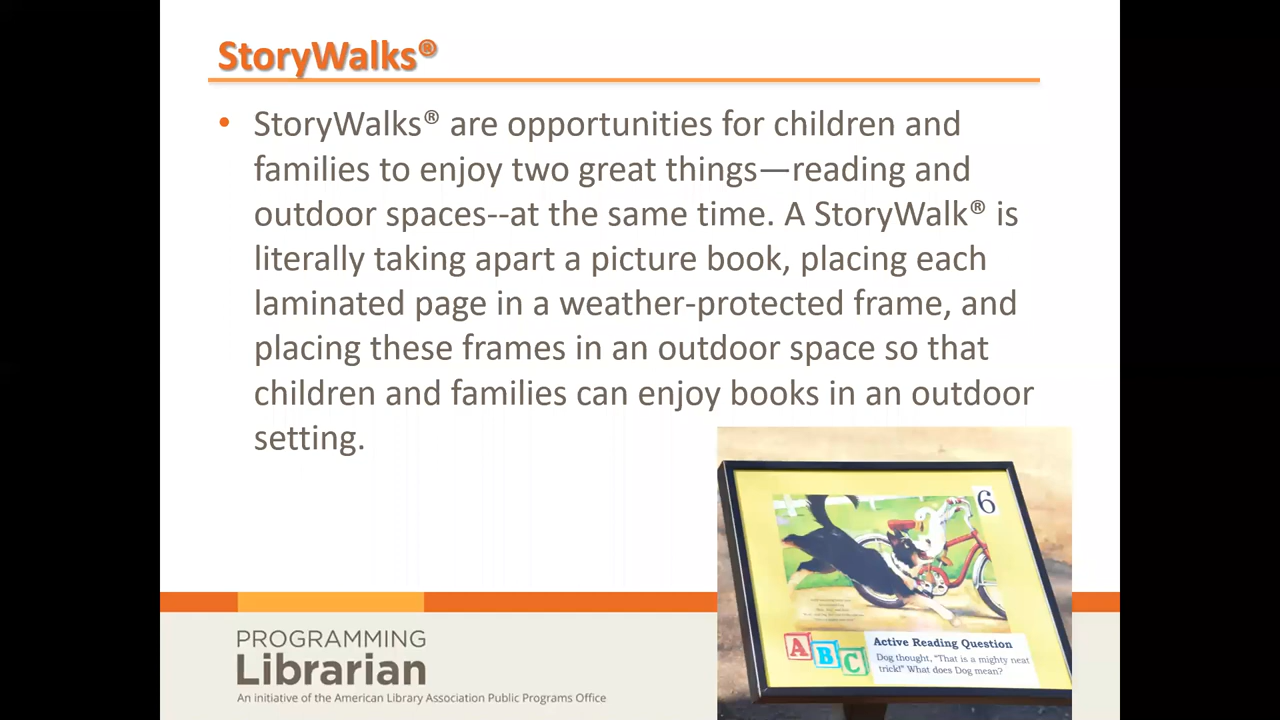 StoryWalks®
• StoryWalks® are opportunities for children and
families to enjoy two great things—reading and
outdoor spaces--at the same time. A StoryWalk® is
literally taking apart a picture book, placing each
laminated page in a weather-protected frame, and
placing these frames in an outdoor space so that
children and families can enjoy books in an outdoor
setting.
6
A B C
Active Reading Question
Dog thought, "That is a mighty neat
trick!" What does Dog mean?
PROGRAMMING
Librarian
An initiative of the American Library Association Public Programs Office